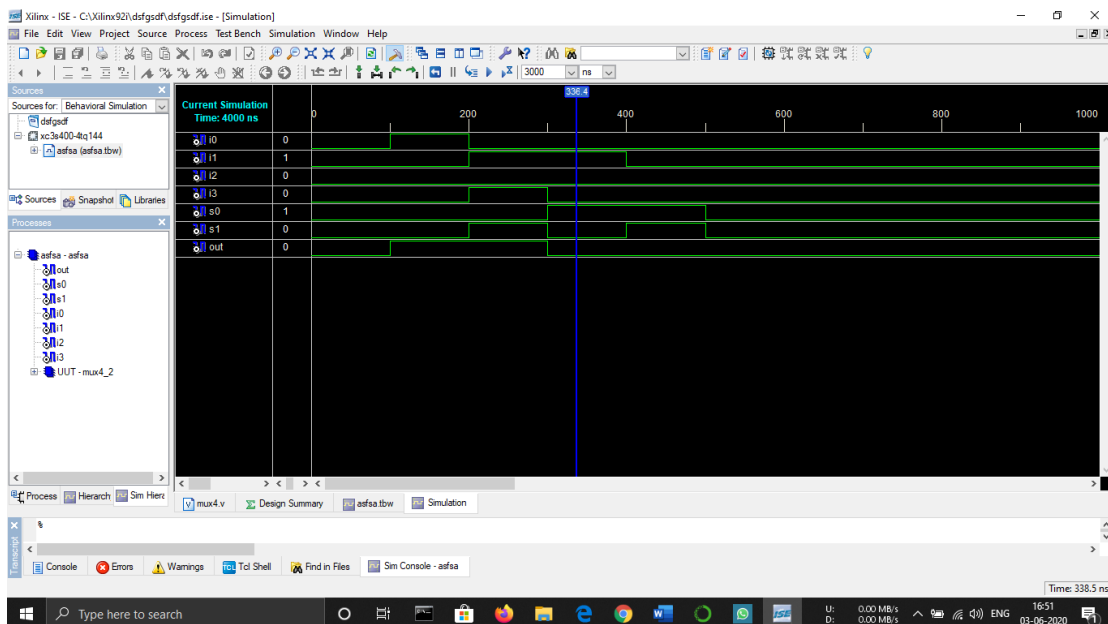 Xilinx - ISE - C:\Xilinx92i\dsfgsdf\dsfgsdf.ise - [Simulation]
File Edit View Project Source Process Test Bench Simulation Window Help
3000 ns
Sources
Sources for: Behavioral Simulation
dsfgsdf
xc3s400-4tq144
asfsa (asfsa.tbw)
Sources Snapshot Libraries
Processes
asfsa - asfsa
out
s0
s1
i0
i1
i2
i3
UUT - mux4_2
Process Hierarch Sim Hiera
Current Simulation
Time: 4000 ns
336.4
0 200 400 600 800 1000
i0 0
i1 1
i2 0
i3 0
s0 1
s1 0
out 0
mux4.v Design Summary asfsa.tbw Simulation
%
Transcript
Console Errors Warnings TCL Tcl Shell Find in Files Sim Console - asfsa
Time: 338.5 ns
Type here to search
ISE
U: 0.00 MB/s
D: 0.00 MB/s
ENG
16:51
03-06-2020